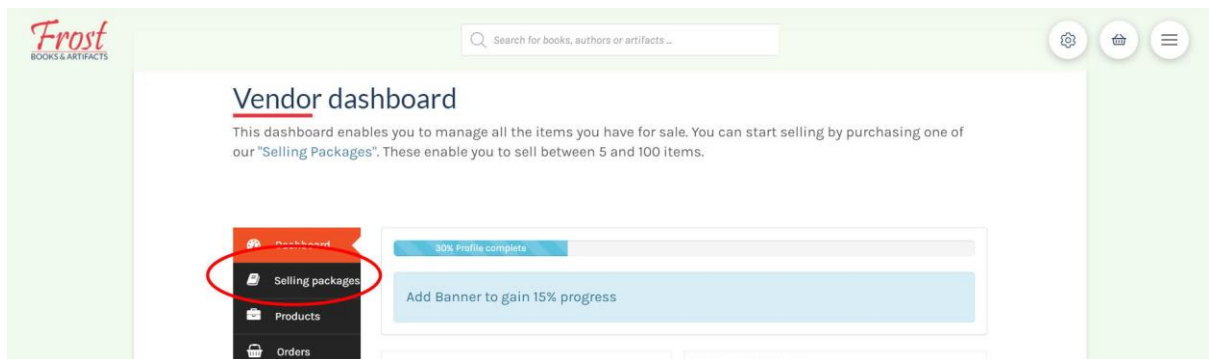 Frost
BOOKS & ARTIFACTS
Search for books, authors or artifacts ...
Vendor dashboard
This dashboard enables you to manage all the items you have for sale. You can start selling by purchasing one of
our "Selling Packages". These enable you to sell between 5 and 100 items.
Dashboard
30% Profile complete
Selling packages
Add Banner to gain 15% progress
Products
Orders